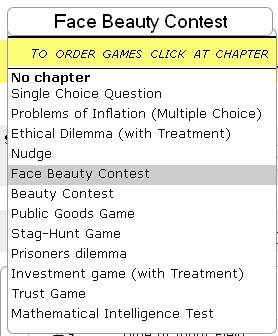 Face Beauty Contest
TO ORDER GAMES CLICK AT CHAPTER
No chapter
Single Choice Question
Problems of Inflation (Multiple Choice)
Ethical Dilemma (with Treatment)
Nudge
Face Beauty Contest
Beauty Contest
Public Goods Game
Stag-Hunt Game
Prisoners dilemma
Investment game (with Treatment)
Trust Game
Mathematical Intelligence Test